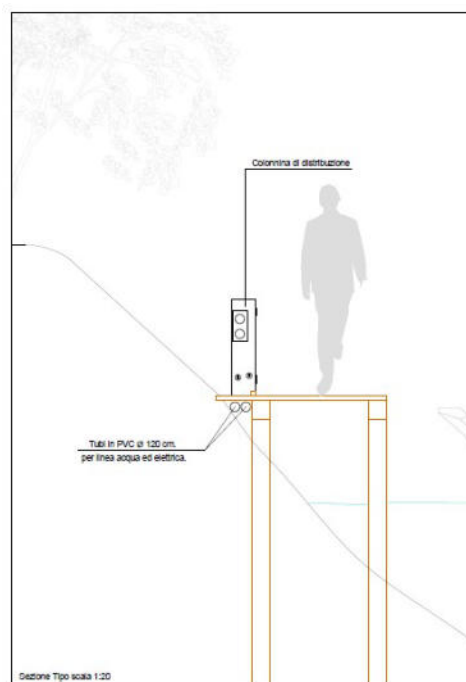 Colonnina di distribuzione
Tubi in PVC Ø 120 cm.
per linea acqua ed elettrica.
Sezione Tipo scala 1:20